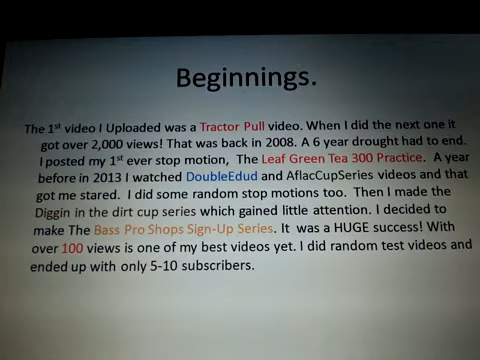 Beginnings.
The 1st video I Uploaded was a Tractor Pull video. When I did the next one it
got over 2,000 views! That was back in 2008. A 6 year drought had to end.
I posted my 1st ever stop motion, The Leaf Green Tea 300 Practice. A year
before in 2013 I watched DoubleEdud and AflacCupSeries videos and that
got me stared. I did some random stop motions too. Then I made the
Diggin in the dirt cup series which gained little attention. I decided to
make The Bass Pro Shops Sign-Up Series. It was a HUGE success! With
over 100 views is one of my best videos yet. I did random test videos and
ended up with only 5-10 subscribers.